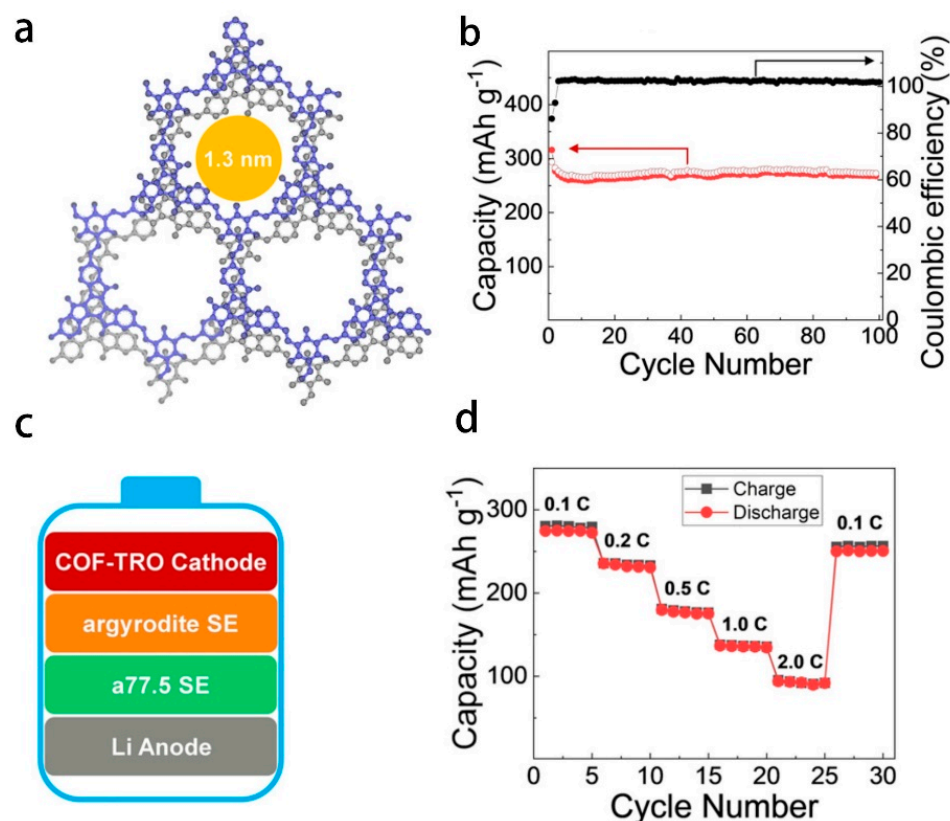 a
1.3 nm
b
Capacity (mAh g⁻¹)
400
300
200
100
0
20
40
60
80
100
Cycle Number
100
80
60
40
20
0
Coulombic efficiency (%)
c
COF-TRO Cathode
argyrodite SE
a77.5 SE
Li Anode
d
Capacity (mAh g⁻¹)
300
200
100
Charge
Discharge
0.1 C
0.2 C
0.5 C
1.0 C
2.0 C
0.1 C
0
5
10
15
20
25
30
Cycle Number